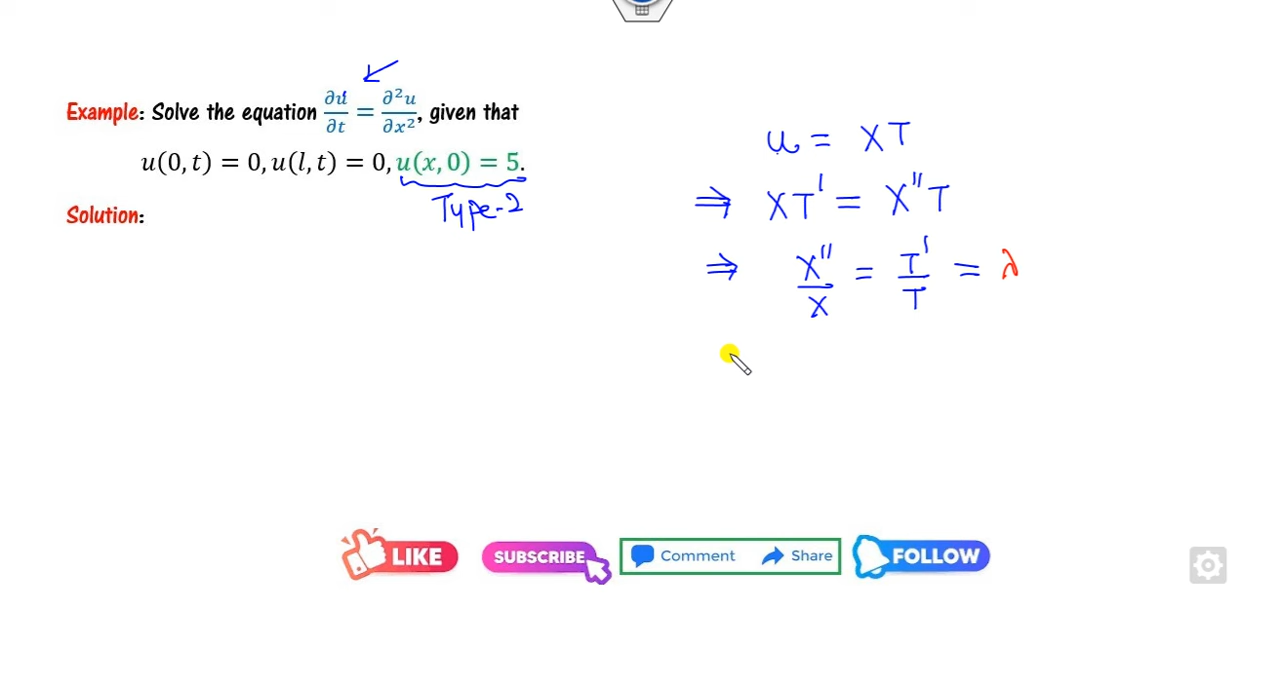 Example: Solve the equation ∂u/∂t = ∂²u/∂x², given that
u(0, t) = 0, u(l, t) = 0, u(x, 0) = 5.
Type-2
Solution:
u = XT
⇒ XT' = X''T
⇒ X''/X = T'/T = λ
LIKE
SUBSCRIBE
Comment
Share
FOLLOW